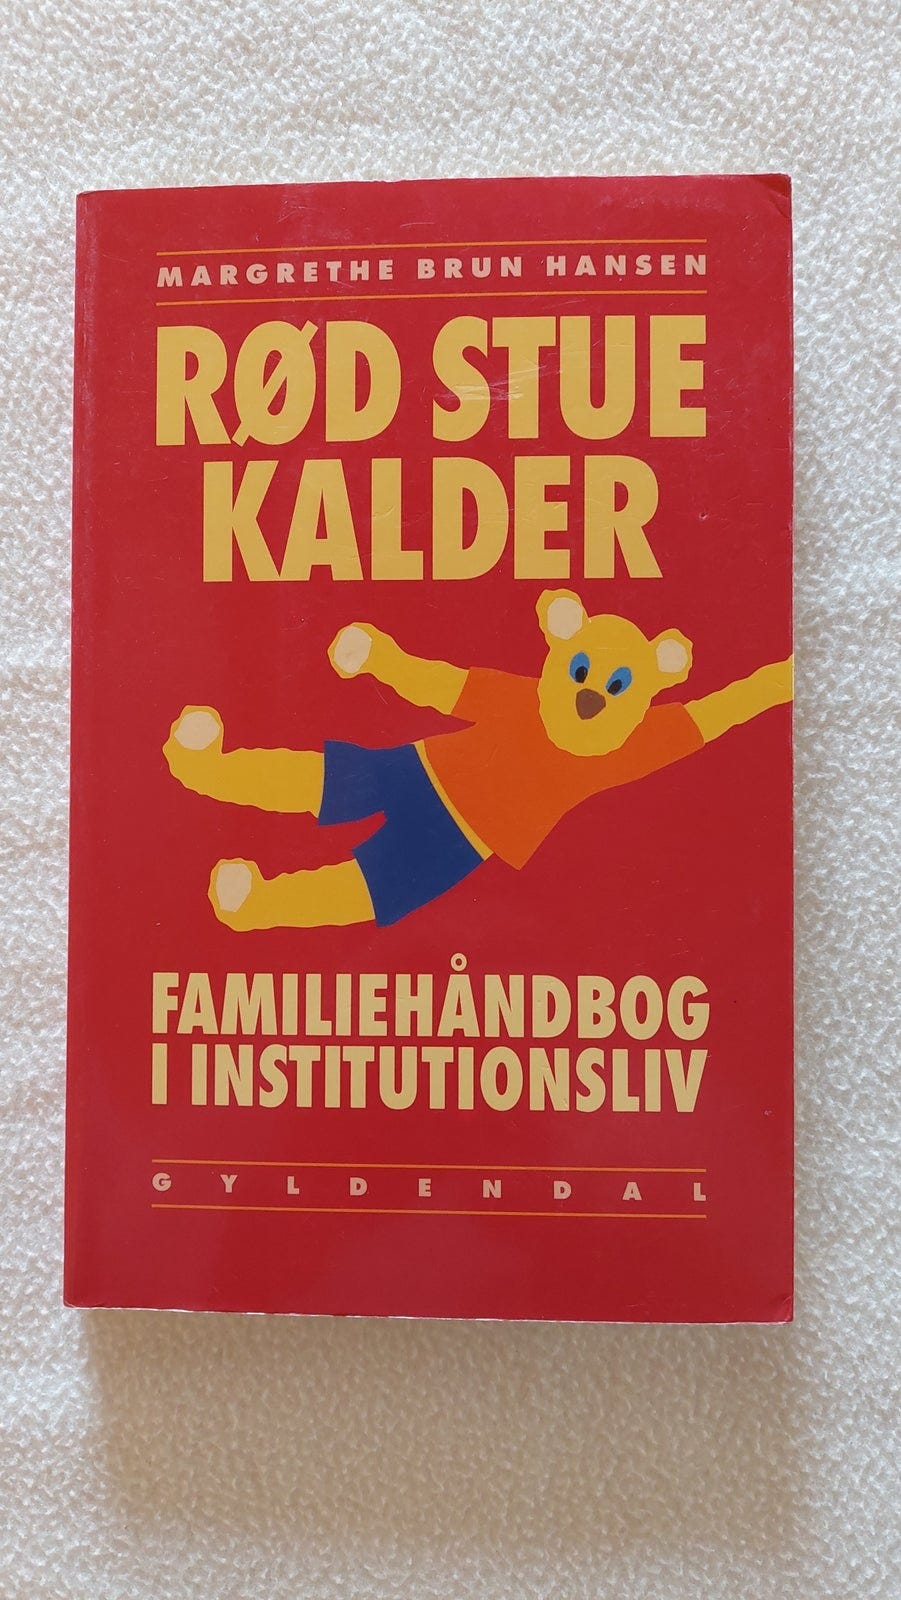 MARGRETHE BRUN HANSEN
RØD STUE
KALDER
FAMILIEHÅNDBOG
I INSTITUTIONSLIV
GYLDENDAL